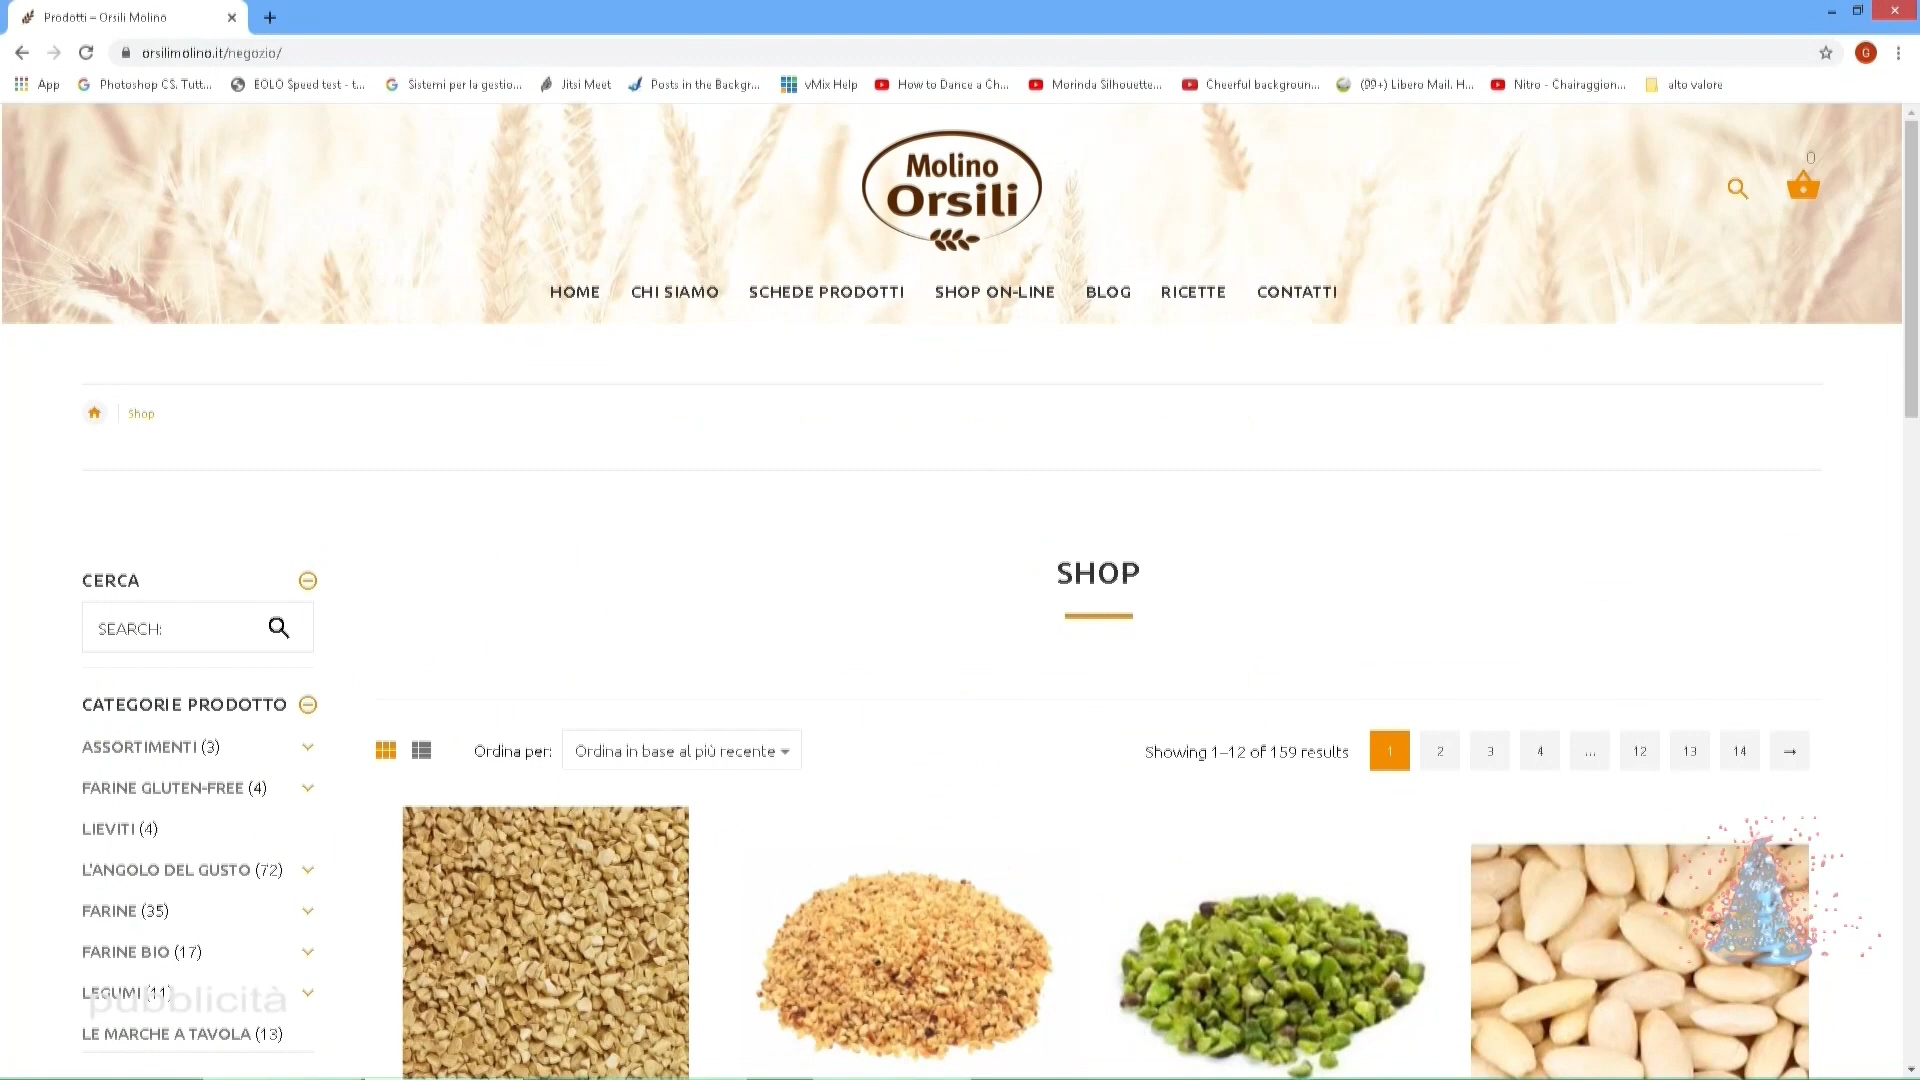 Prodotti – Orsili Molino
orsilimolino.it/negozio/
G
App
Photoshop CS, Tutt...
EOLO Speed test - t...
Sistemi per la gestio...
Jitsi Meet
Posts in the Backgr...
vMix Help
How to Dance a Ch...
Morinda Silhouette...
Cheerful backgroun...
(99+) Libero Mail. H...
Nitro - Chairaggion...
alto valore
Molino
Orsili
0
HOME
CHI SIAMO
SCHEDE PRODOTTI
SHOP ON-LINE
BLOG
RICETTE
CONTATTI
Shop
SHOP
CERCA
SEARCH:
CATEGORIE PRODOTTO
ASSORTIMENTI (3)
FARINE GLUTEN-FREE (4)
LIEVITI (4)
L'ANGOLO DEL GUSTO (72)
FARINE (35)
FARINE BIO (17)
LEGUMI (11)
pubblicità
LE MARCHE A TAVOLA (13)
Ordina per:
Ordina in base al più recente
Showing 1–12 of 159 results
1 2 3 4 ... 12 13 14 →